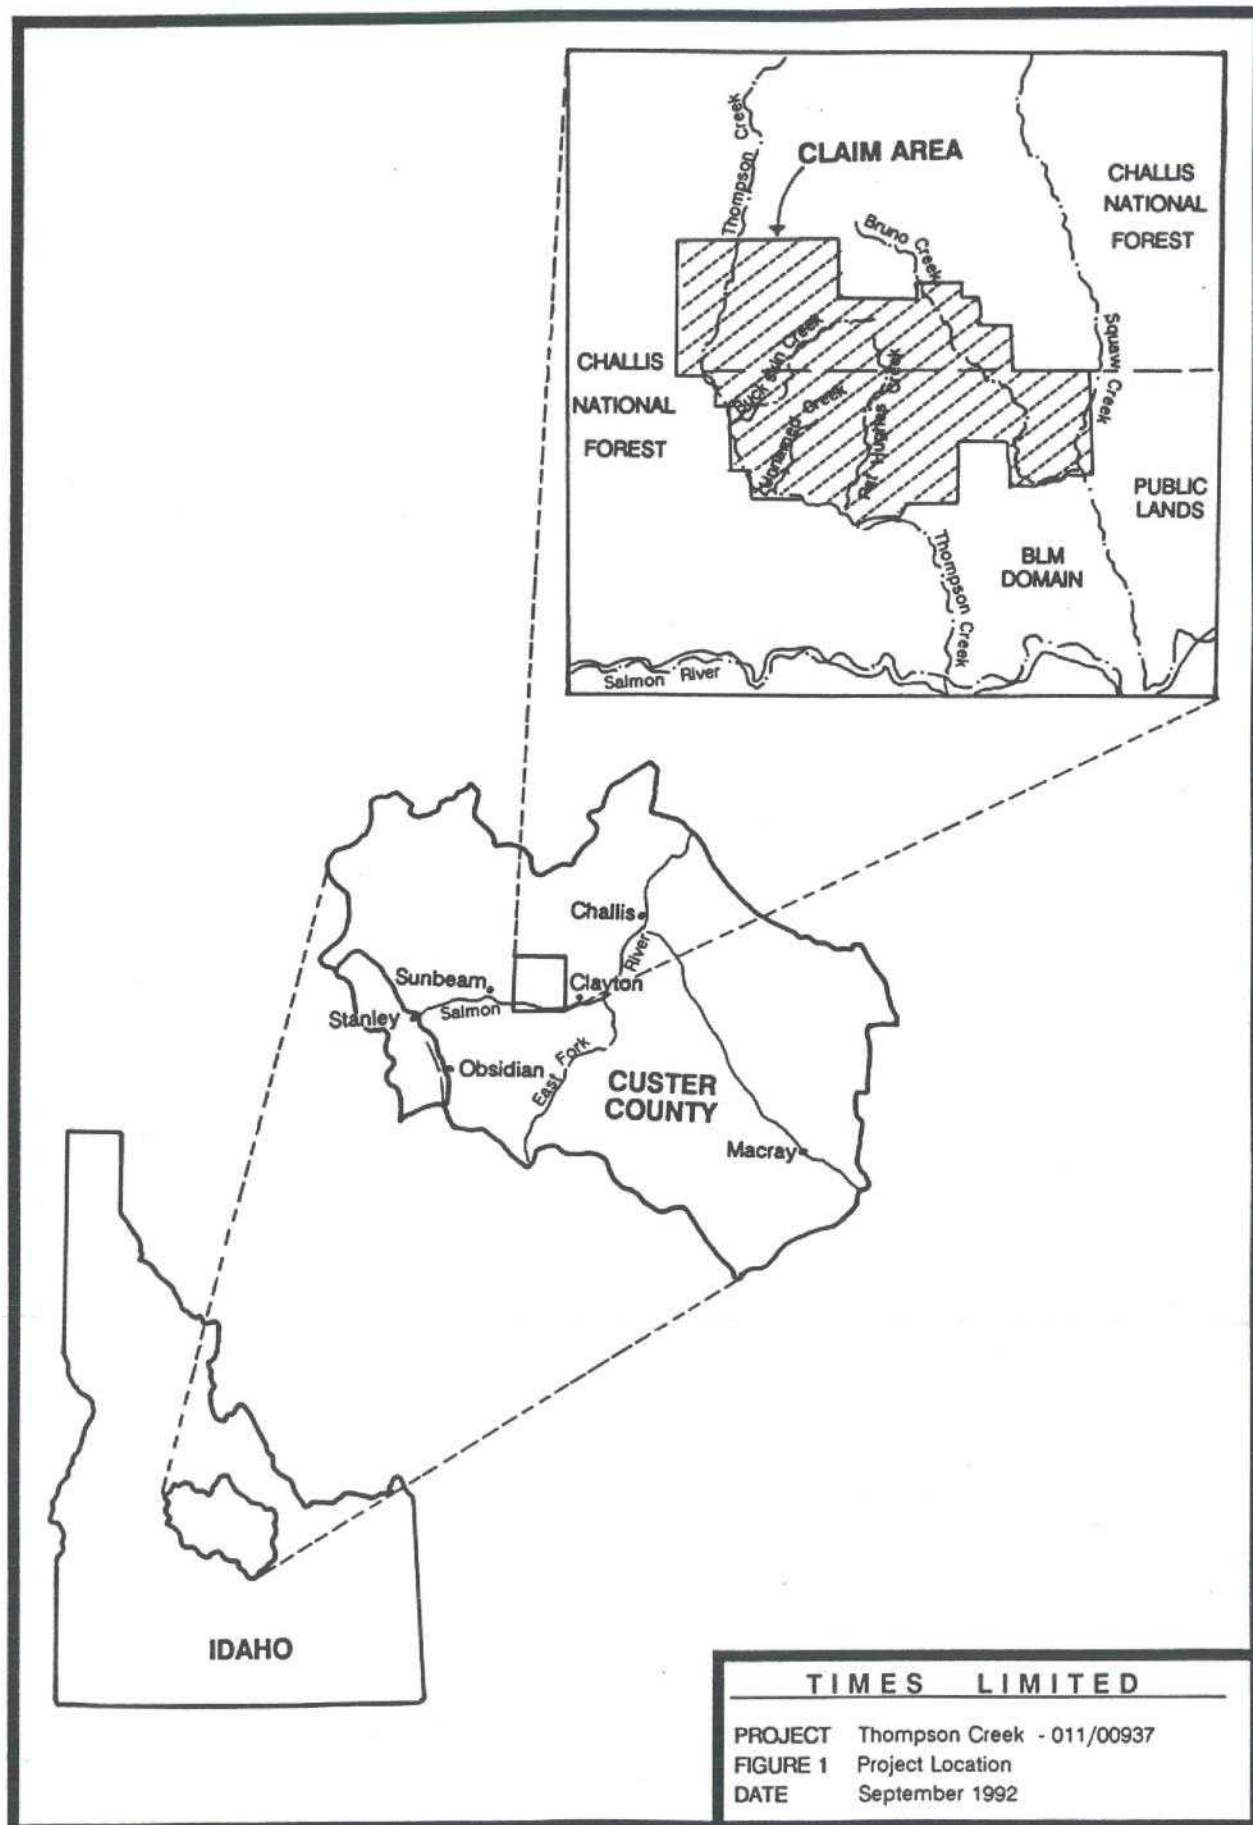 Thompson Creek
CLAIM AREA
CHALLIS
NATIONAL
FOREST
Bruno Creek
Squaw Creek
CHALLIS
NATIONAL
FOREST
Buck skin Creek
Unnamed Creek
Pat Hughes Creek
PUBLIC
LANDS
BLM
DOMAIN
Thompson Creek
Salmon River
Challis
River
Sunbeam
Clayton
Salmon
Stanley
Obsidian
East Fork
CUSTER
COUNTY
Macray
IDAHO
TIMES LIMITED
PROJECT Thompson Creek - 011/00937
FIGURE 1 Project Location
DATE September 1992